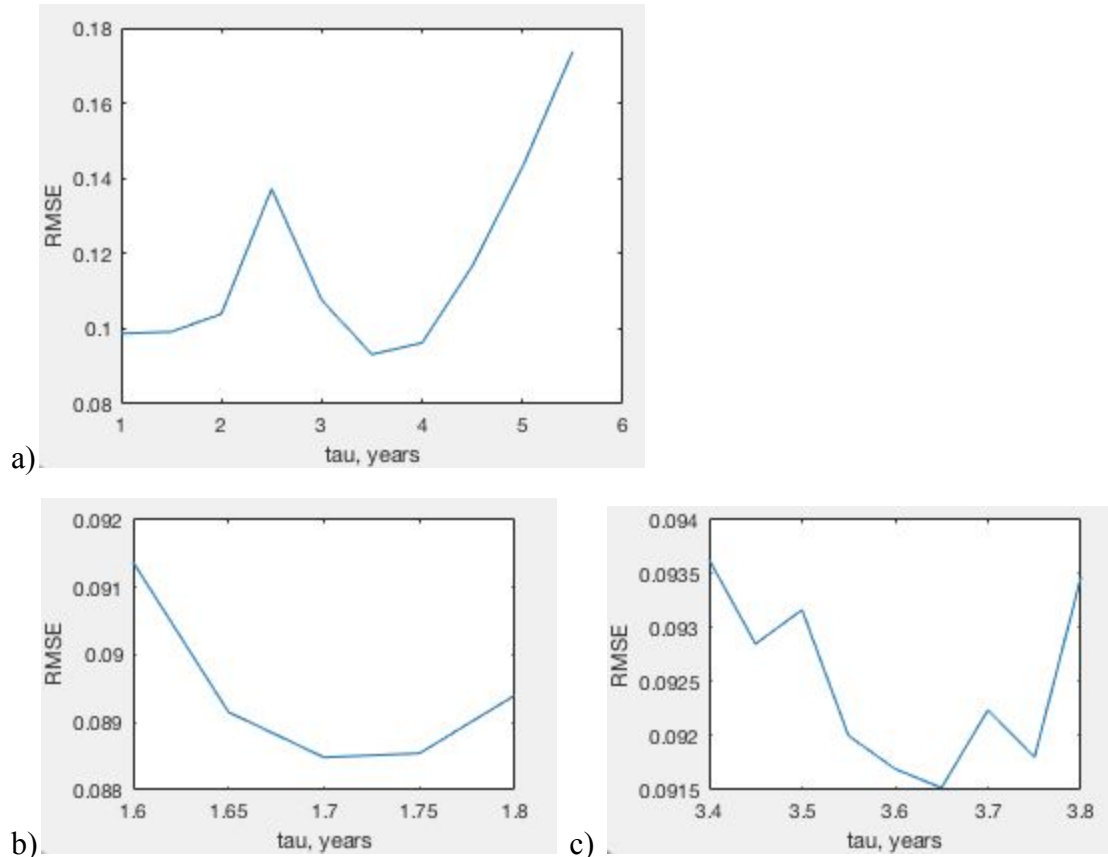 0.18
0.16
0.14
0.12
0.1
0.08
RMSE
1 2 3 4 5 6
tau, years
a)
0.092
0.091
0.09
0.089
0.088
RMSE
1.6 1.65 1.7 1.75 1.8
tau, years
b)
0.094
0.0935
0.093
0.0925
0.092
0.0915
RMSE
3.4 3.5 3.6 3.7 3.8
tau, years
c)